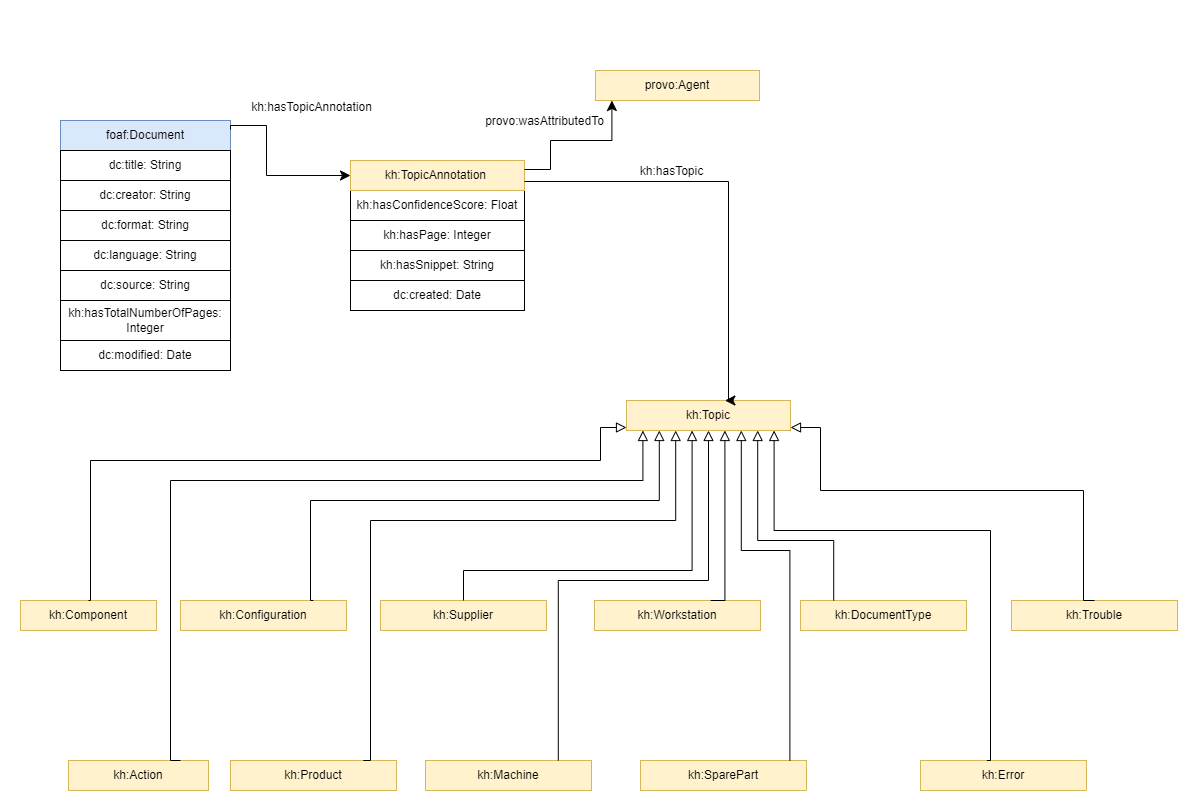 provo:Agent
kh:hasTopicAnnotation
provo:wasAttributedTo
foaf:Document
dc:title: String
dc:creator: String
dc:format: String
dc:language: String
dc:source: String
kh:hasTotalNumberOfPages:
Integer
dc:modified: Date
kh:TopicAnnotation
kh:hasConfidenceScore: Float
kh:hasPage: Integer
kh:hasSnippet: String
dc:created: Date
kh:hasTopic
kh:Topic
kh:Component
kh:Configuration
kh:Supplier
kh:Workstation
kh:DocumentType
kh:Trouble
kh:Action
kh:Product
kh:Machine
kh:SparePart
kh:Error